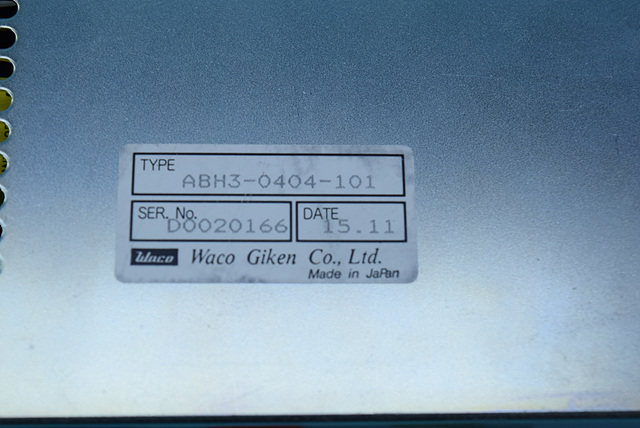 TYPE
ABH3-0404-101
SER. No.
D0020166
DATE
15.11
Waco Waco Giken Co., Ltd.
Made in JaPan